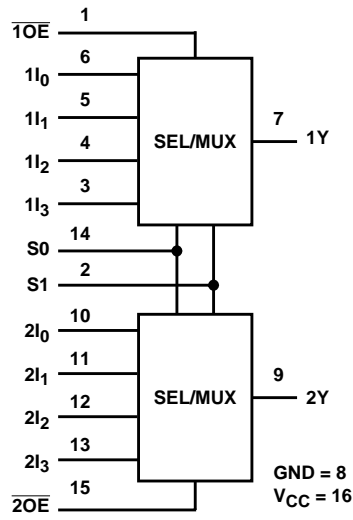 1
1OE
6
1I0
5
1I1
4
1I2
3
1I3
SEL/MUX
7
1Y
14
S0
2
S1
10
2I0
11
2I1
12
2I2
13
2I3
SEL/MUX
9
2Y
15
2OE
GND = 8
VCC = 16